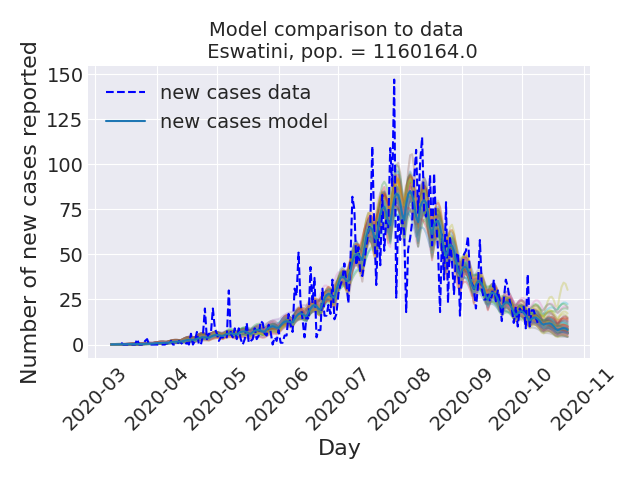 Model comparison to data
Eswatini, pop. = 1160164.0
Number of new cases reported
150
125
100
75
50
25
0
new cases data
new cases model
2020-03
2020-04
2020-05
2020-06
2020-07
2020-08
2020-09
2020-10
2020-11
Day